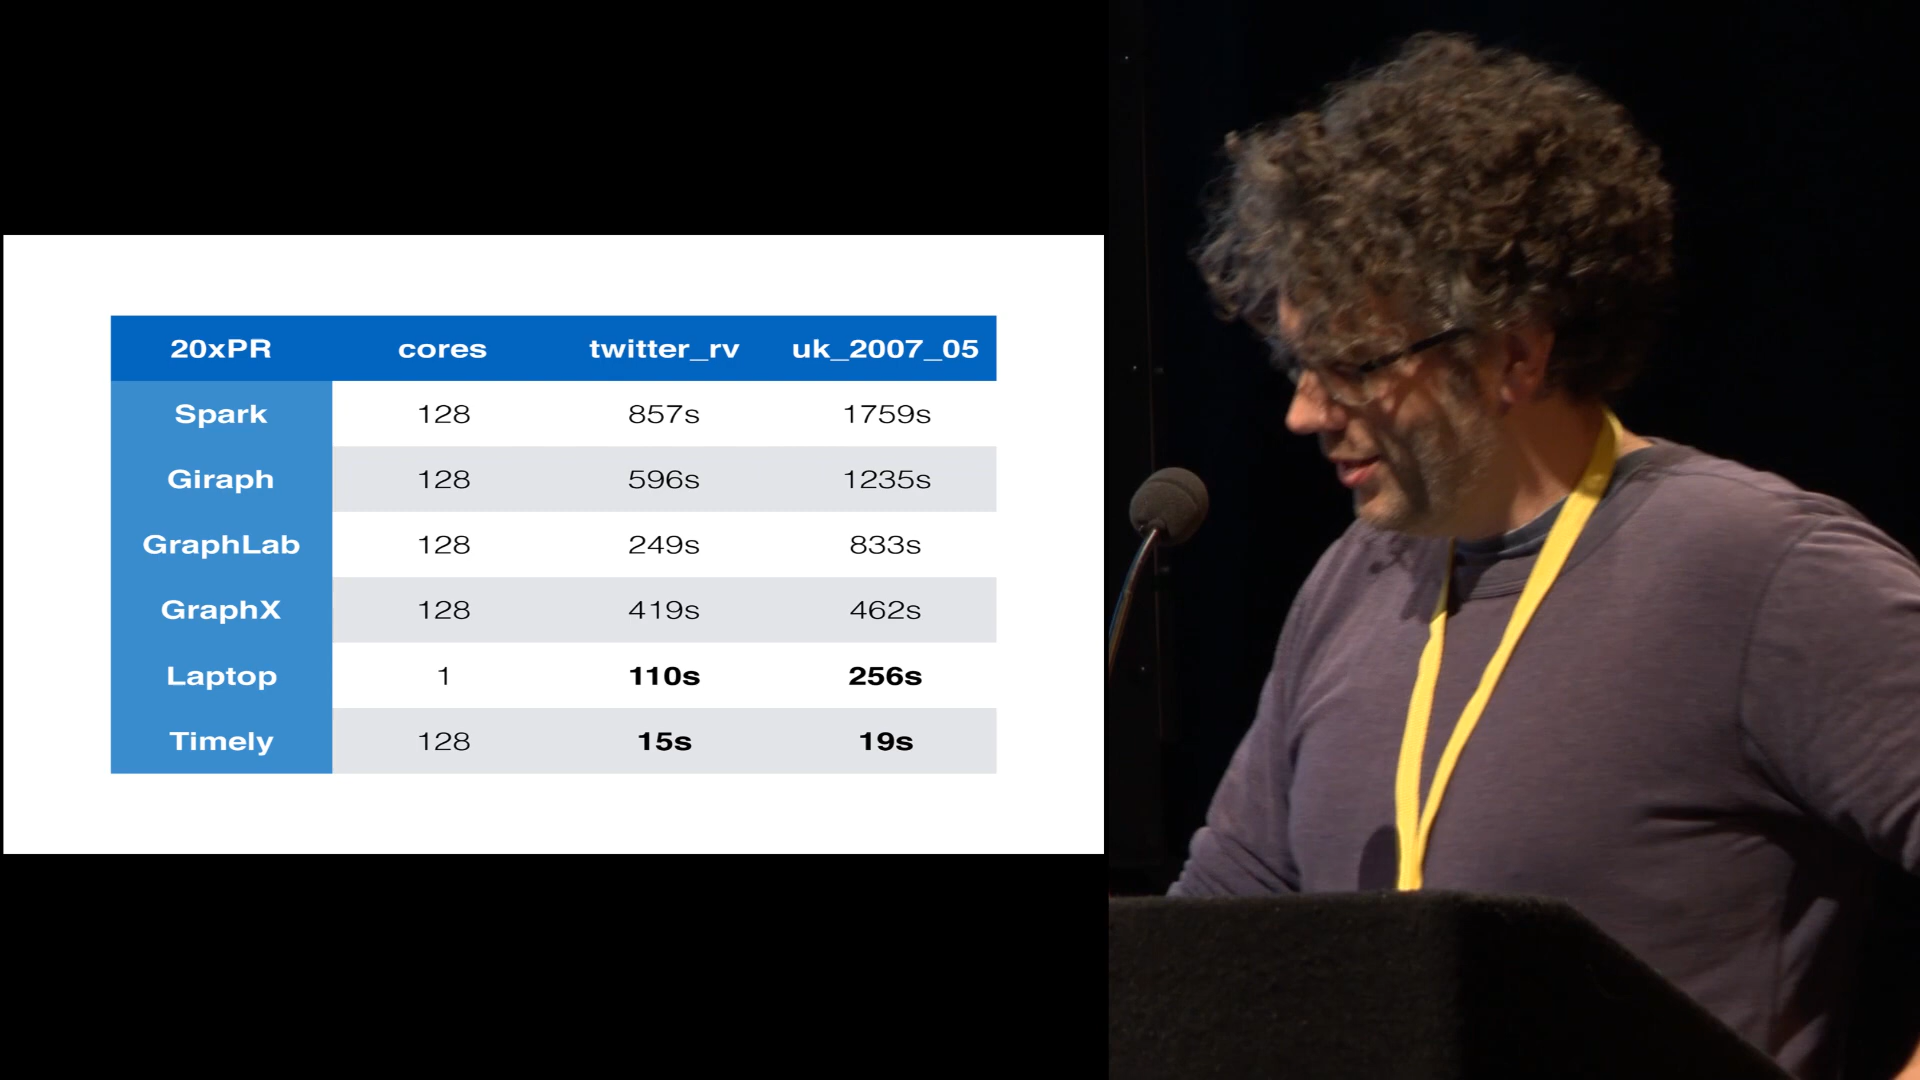 20xPR cores twitter_rv uk_2007_05
Spark 128 857s 1759s
Giraph 128 596s 1235s
GraphLab 128 249s 833s
GraphX 128 419s 462s
Laptop 1 110s 256s
Timely 128 15s 19s